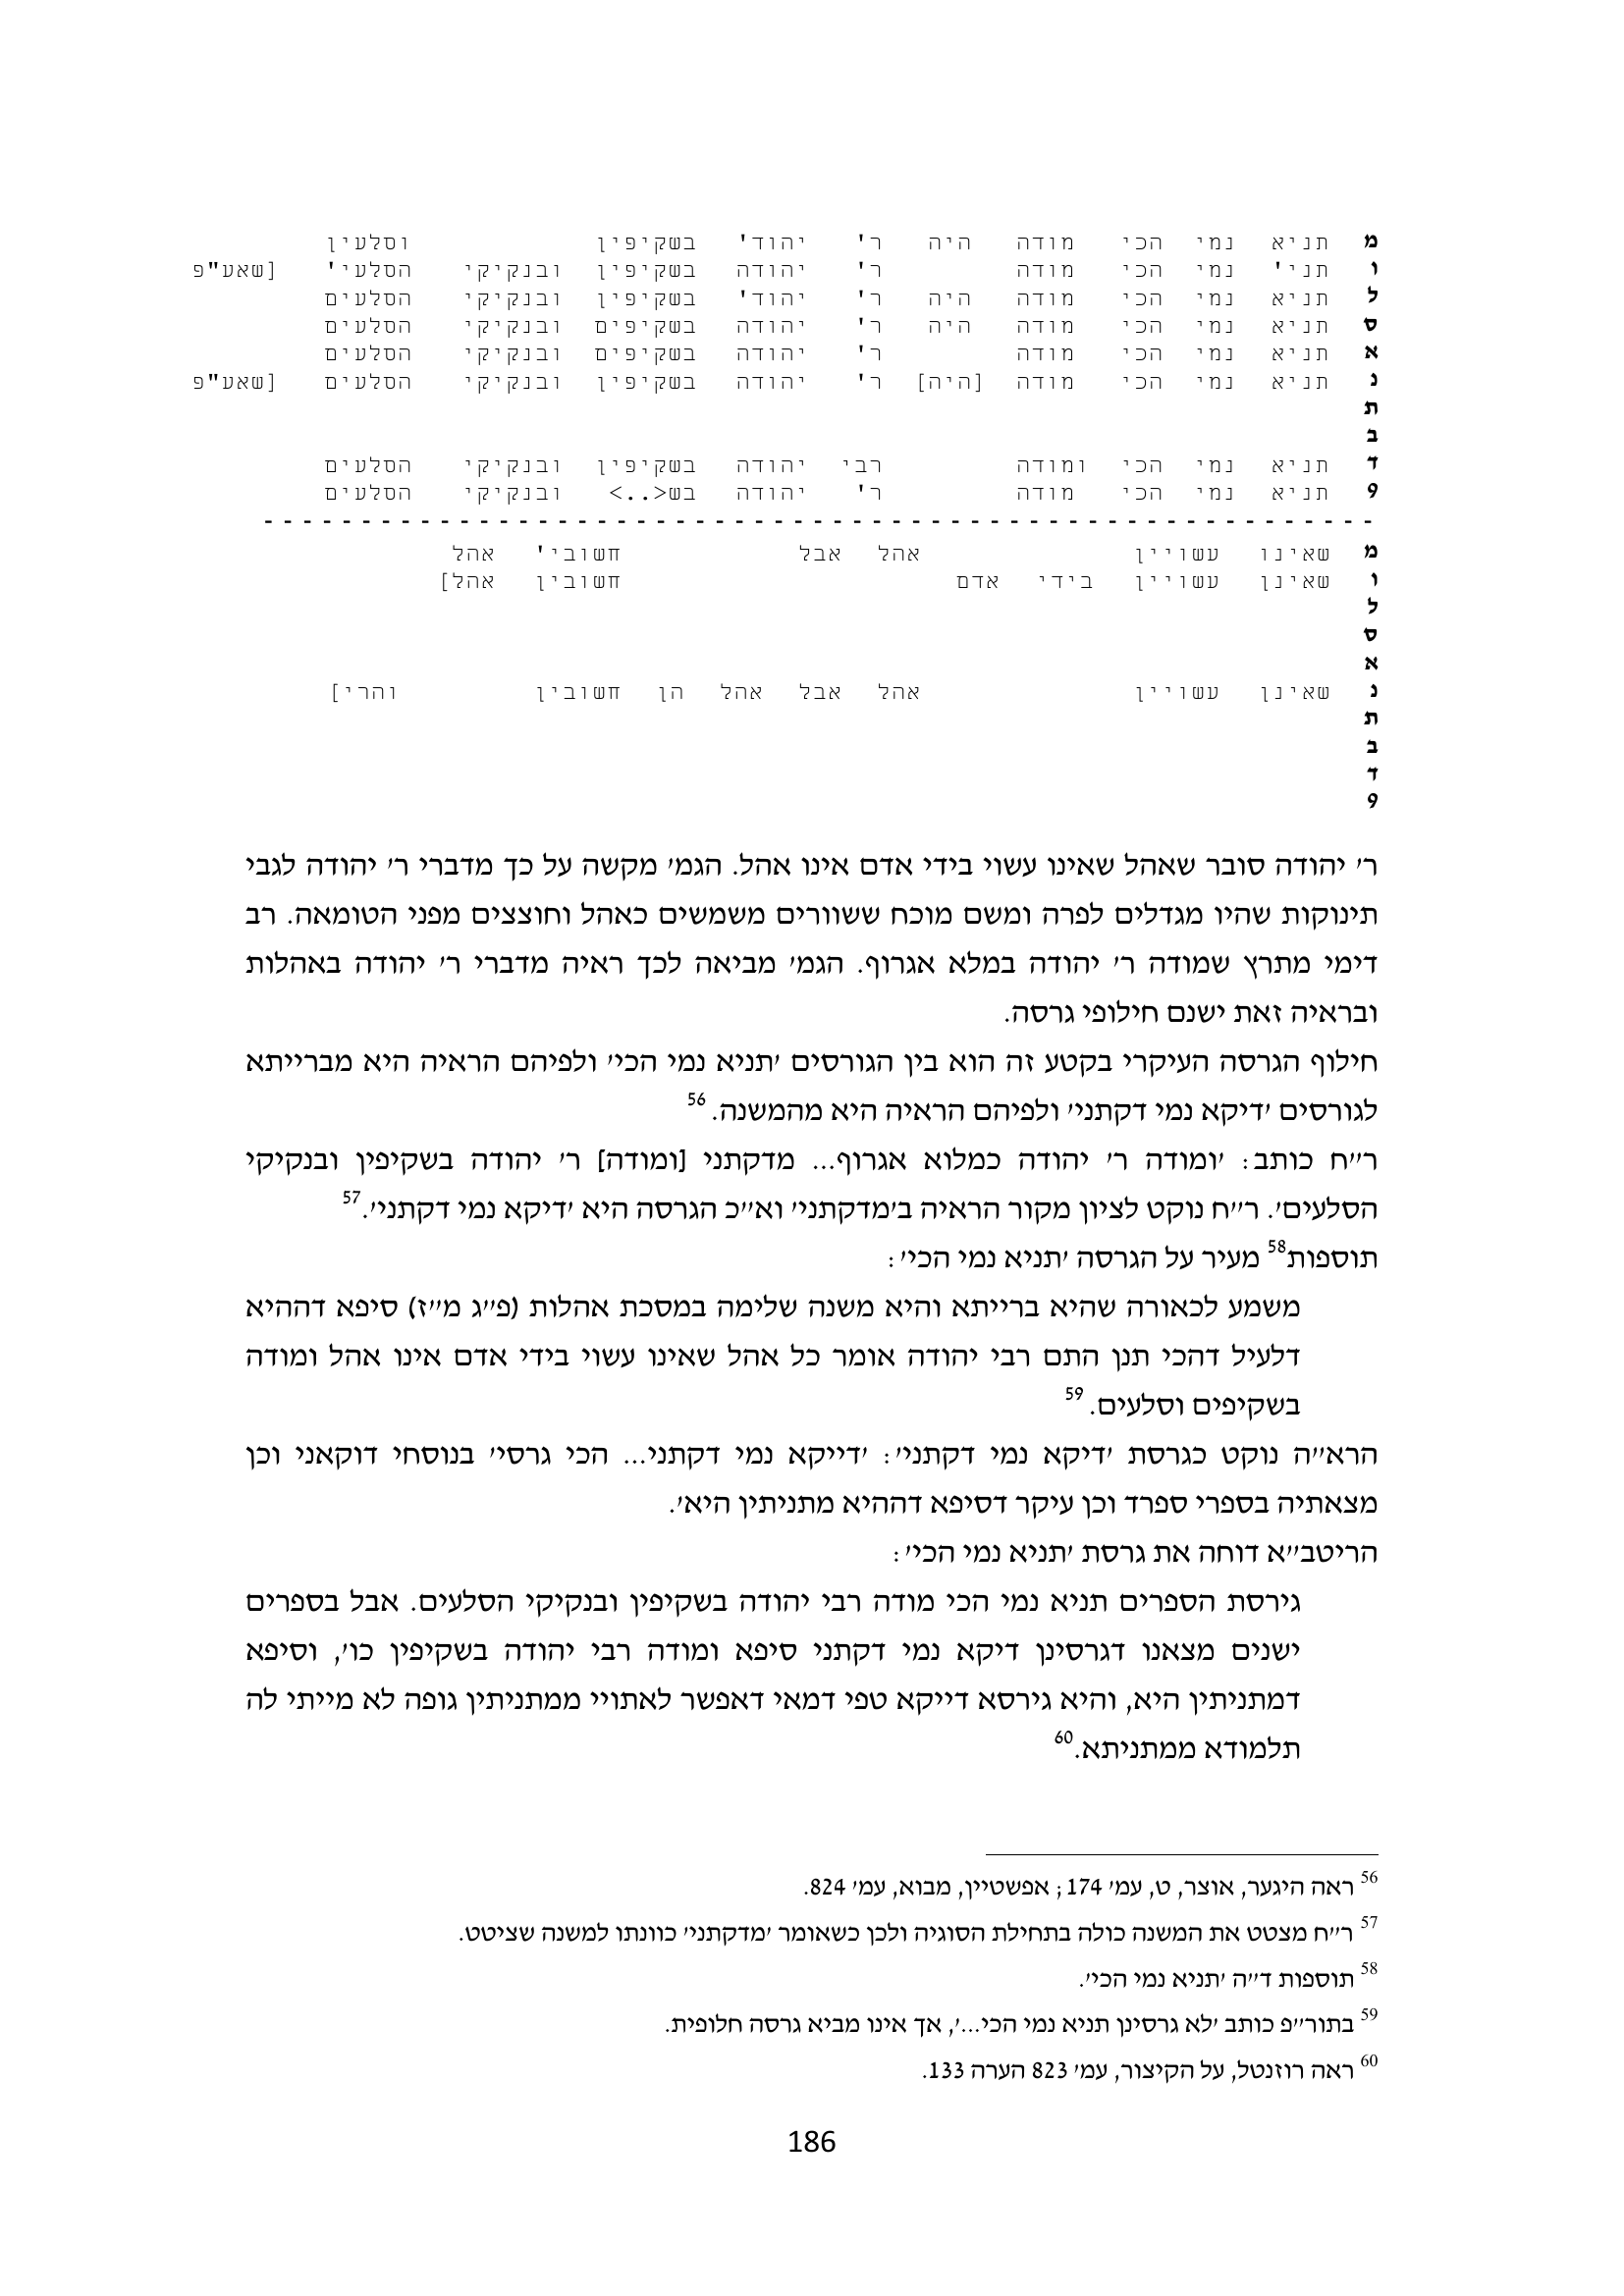 מ תניא נמי הכי מודה היה ר' יהוד' בשקיפין וסלעין
ו תני' נמי הכי מודה ר' יהודה בשקיפין ובנקיקי הסלעי' [שאע"פ
ל תניא נמי הכי מודה היה ר' יהוד' בשקיפין ובנקיקי הסלעים
ס תניא נמי הכי מודה היה ר' יהודה בשקיפים ובנקיקי הסלעים
א תניא נמי הכי מודה ר' יהודה בשקיפים ובנקיקי הסלעים
נ תניא נמי הכי מודה [היה] ר' יהודה בשקיפין ובנקיקי הסלעים [שאע"פ
ת
ב
ד תניא נמי הכי ומודה רבי יהודה בשקיפין ובנקיקי הסלעים
9 תניא נמי הכי מודה ר' יהודה בש<..> ובנקיקי הסלעים
- - - - - - - - - - - - - - - - - - - - - - - - - - - - - - - - - - - - - - - - - - - - - - - - - - - - - - - - -
מ שאינו עשויין אהל אבל חשובי' אהל
ו שאינן עשויין בידי אדם חשובין אהל]
ל
ס
א
נ שאינן עשויין אהל אבל אהל הן חשובין והרי]
ת
ב
ד
9
ר׳ יהודה סובר שאהל שאינו עשוי בידי אדם אינו אהל. הגמ׳ מקשה על כך מדברי ר׳ יהודה לגבי
תינוקות שהיו מגדלים לפרה ומשם מוכח ששוורים משמשים כאהל וחוצצים מפני הטומאה. רב
דימי מתרץ שמודה ר׳ יהודה במלא אגרוף. הגמ׳ מביאה לכך ראיה מדברי ר׳ יהודה באהלות
ובראיה זאת ישנם חילופי גרסה.
חילוף הגרסה העיקרי בקטע זה הוא בין הגורסים ׳תניא נמי הכי׳ ולפיהם הראיה היא מברייתא
לגורסים ׳דיקא נמי דקתני׳ ולפיהם הראיה היא מהמשנה.56
ר״ח כותב: ׳ומודה ר׳ יהודה כמלוא אגרוף... מדקתני [ומודה] ר׳ יהודה בשקיפין ובנקיקי
הסלעים׳. ר״ח נוקט לציון מקור הראיה ב׳מדקתני׳ וא״כ הגרסה היא ׳דיקא נמי דקתני׳.57
תוספות58 מעיר על הגרסה ׳תניא נמי הכי׳:
משמע לכאורה שהיא ברייתא והיא משנה שלימה במסכת אהלות (פ״ג מ״ז) סיפא דההיא
דלעיל דהכי תנן התם רבי יהודה אומר כל אהל שאינו עשוי בידי אדם אינו אהל ומודה
בשקיפים וסלעים.59
הרא״ה נוקט כגרסת ׳דיקא נמי דקתני׳: ׳דייקא נמי דקתני... הכי גרסי׳ בנוסחי דוקאני וכן
מצאתיה בספרי ספרד וכן עיקר דסיפא דההיא מתניתין היא׳.
הריטב״א דוחה את גרסת ׳תניא נמי הכי׳:
גירסת הספרים תניא נמי הכי מודה רבי יהודה בשקיפין ובנקיקי הסלעים. אבל בספרים
ישנים מצאנו דגרסינן דיקא נמי דקתני סיפא ומודה רבי יהודה בשקיפין כו׳, וסיפא
דמתניתין היא, והיא גירסא דייקא טפי דמאי דאפשר לאתויי ממתניתין גופה לא מייתי לה
תלמודא ממתניתא.60
56 ראה היגער, אוצר, ט, עמ׳ 174; אפשטיין, מבוא, עמ׳ 824.
57 ר״ח מצטט את המשנה כולה בתחילת הסוגיה ולכן כשאומר ׳מדקתני׳ כוונתו למשנה שציטט.
58 תוספות ד״ה ׳תניא נמי הכי׳.
59 בתור״פ כותב ׳לא גרסינן תניא נמי הכי...׳, אך אינו מביא גרסה חלופית.
60 ראה רוזנטל, על הקיצור, עמ׳ 823 הערה 133.
186